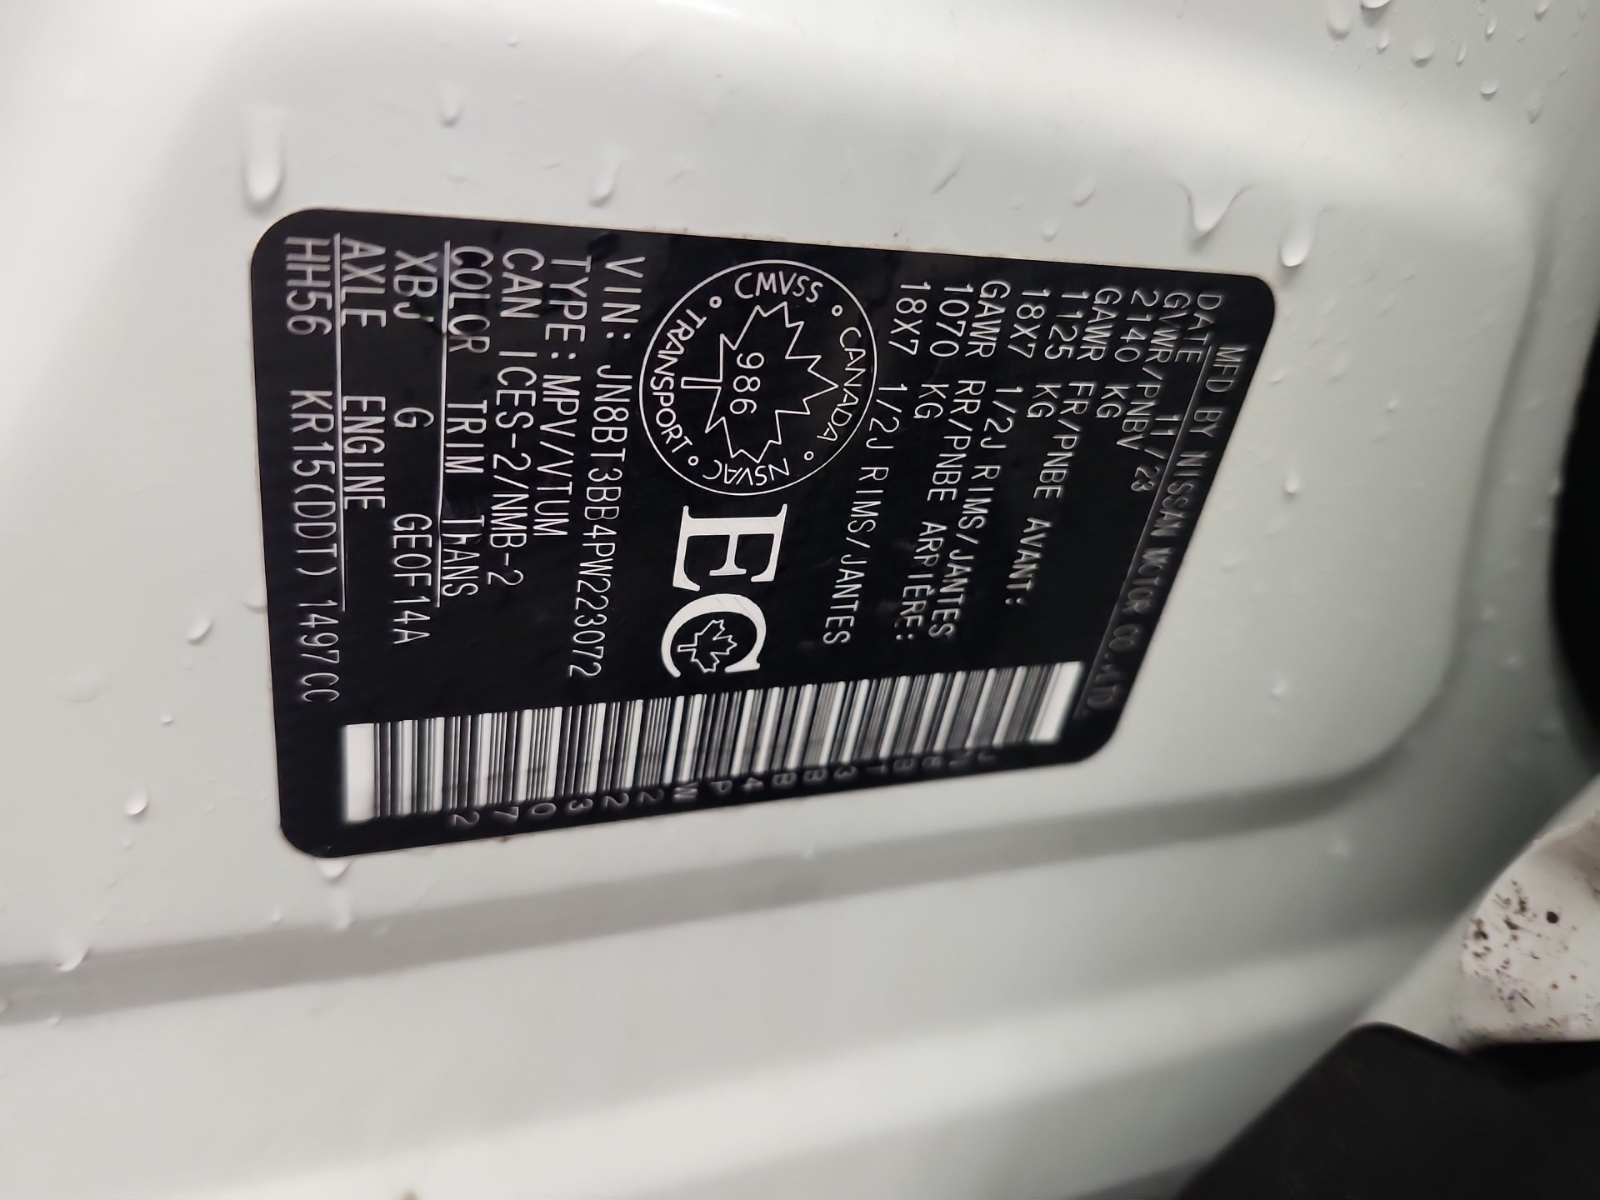 MFD BY NISSAN MOTOR CO.,LTD.
DATE 11/23
GVWR/PNBV
2140 KG
GAWR FR/PNBE AVANT:
1125 KG
18X7 1/2J RIMS/JANTES
GAWR RR/PNBE ARRIÈRE:
1070 KG
18X7 1/2J RIMS/JANTES
CMVSS ° CANADA ° NSVAC ° TRANSPORT °
986
EC
VIN: JN8BT3BB4PW223072
TYPE: MPV/VTUM
CAN ICES-2/NMB-2
COLOR TRIM TRANS
XBJ G GE0F14A
AXLE ENGINE
HH56 KR15(DDT) 1497CC
JN8BT3BB4PW223072